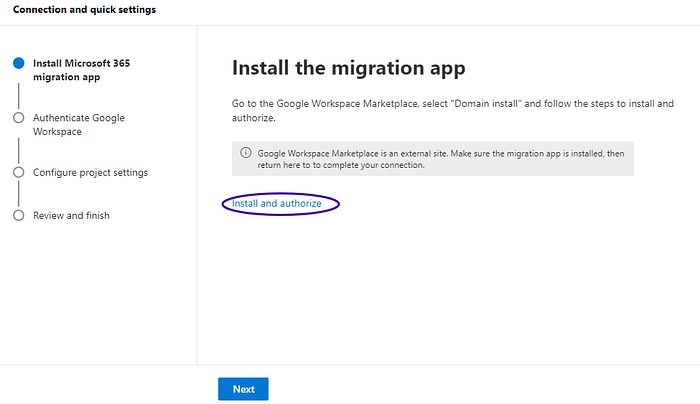 Connection and quick settings
Install Microsoft 365
migration app
Authenticate Google
Workspace
Configure project settings
Review and finish
Install the migration app
Go to the Google Workspace Marketplace, select "Domain install" and follow the steps to install and
authorize.
Google Workspace Marketplace is an external site. Make sure the migration app is installed, then
return here to to complete your connection.
Install and authorize
Next